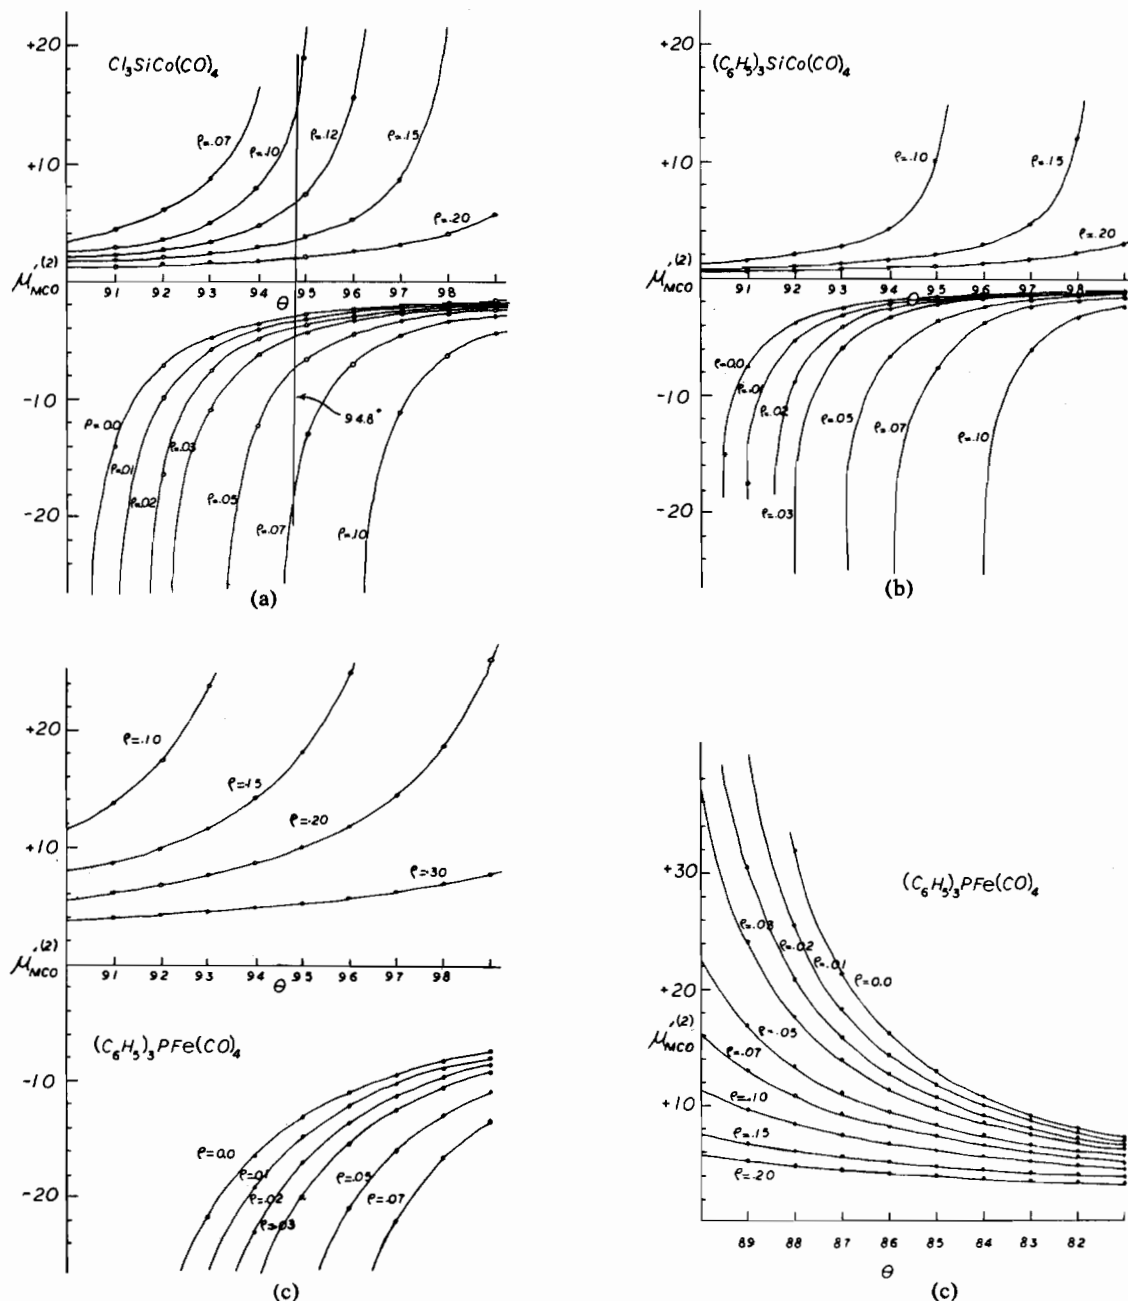 +20
Cl₃SiCo(CO)₄
ρ=.07
ρ=.10
ρ=.12
ρ=.15
+10
ρ=.20
μ'MCO(2)
91 92 93 94 95 96 97 98
θ
-10
94.8°
ρ=0.0
ρ=.01
ρ=.02
ρ=.03
ρ=.05
ρ=.07
ρ=.10
-20
(a)
+20
(C₆H₅)₃SiCo(CO)₄
+10
ρ=.10
ρ=.15
ρ=.20
μ'MCO(2)
91 92 93 94 95 96 97 98
θ
ρ=0.0
ρ=.01
ρ=.02
ρ=.03
ρ=.05
ρ=.07
ρ=.10
-10
-20
(b)
+20
ρ=.10
ρ=.15
ρ=.20
+10
ρ=.30
μ'MCO(2)
91 92 93 94 95 96 97 98
θ
(C₆H₅)₃PFe(CO)₄
-10
ρ=0.0
ρ=.01
ρ=.02
ρ=.03
ρ=.05
ρ=.07
-20
(c)
+30
(C₆H₅)₃PFe(CO)₄
ρ=.03
ρ=.02
ρ=.01
ρ=0.0
+20
μ'MCO(2)
ρ=.05
ρ=.07
+10
ρ=.10
ρ=.15
ρ=.20
89 88 87 86 85 84 83 82
θ
(c)